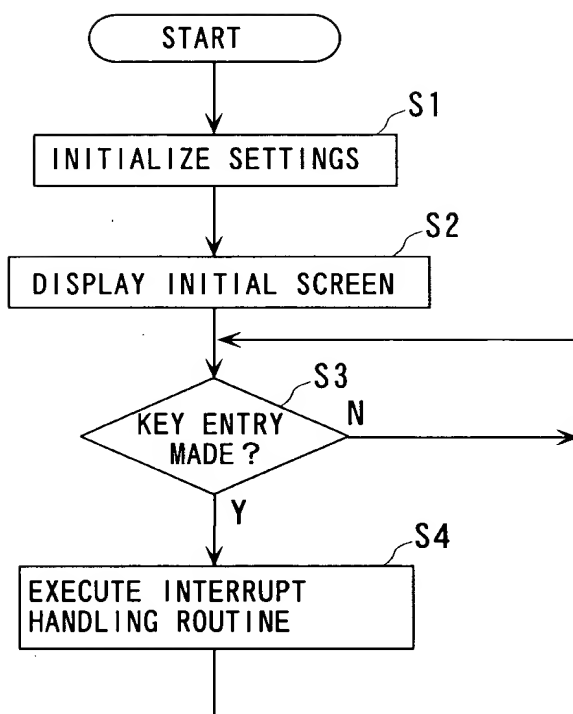 START
S1
INITIALIZE SETTINGS
S2
DISPLAY INITIAL SCREEN
S3
KEY ENTRY
MADE?
N
Y
S4
EXECUTE INTERRUPT
HANDLING ROUTINE